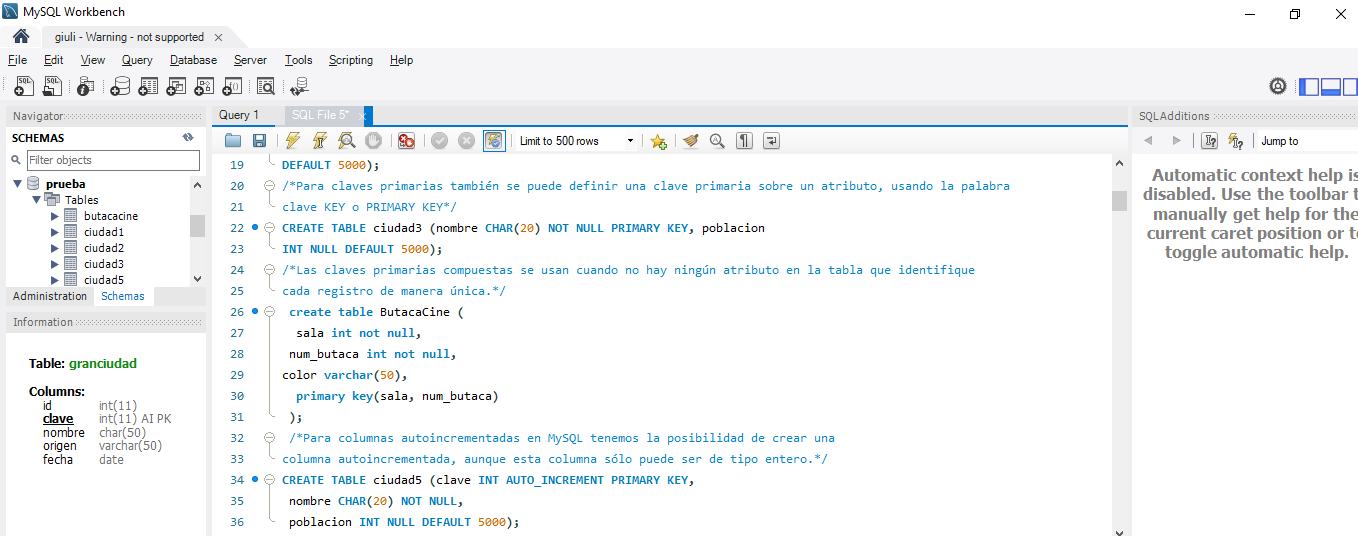 MySQL Workbench
giuli - Warning - not supported
File Edit View Query Database Server Tools Scripting Help
Navigator
SCHEMAS
Filter objects
prueba
Tables
butacacine
ciudad1
ciudad2
ciudad3
ciudad5
Administration Schemas
Information
Table: granciudad
Columns:
id int(11)
clave int(11) AI PK
nombre char(50)
origen varchar(50)
fecha date
Query 1 SQL File 5*
Limit to 500 rows
19 DEFAULT 5000);
20 /*Para claves primarias también se puede definir una clave primaria sobre un atributo, usando la palabra
21 clave KEY o PRIMARY KEY*/
22 CREATE TABLE ciudad3 (nombre CHAR(20) NOT NULL PRIMARY KEY, poblacion
23 INT NULL DEFAULT 5000);
24 /*Las claves primarias compuestas se usan cuando no hay ningún atributo en la tabla que identifique
25 cada registro de manera única.*/
26 create table ButacaCine (
27 sala int not null,
28 num_butaca int not null,
29 color varchar(50),
30 primary key(sala, num_butaca)
31 );
32 /*Para columnas autoincrementadas en MySQL tenemos la posibilidad de crear una
33 columna autoincrementada, aunque esta columna sólo puede ser de tipo entero.*/
34 CREATE TABLE ciudad5 (clave INT AUTO_INCREMENT PRIMARY KEY,
35 nombre CHAR(20) NOT NULL,
36 poblacion INT NULL DEFAULT 5000);
SQLAdditions
Jump to
Automatic context help is
disabled. Use the toolbar t
manually get help for the
current caret position or to
toggle automatic help.